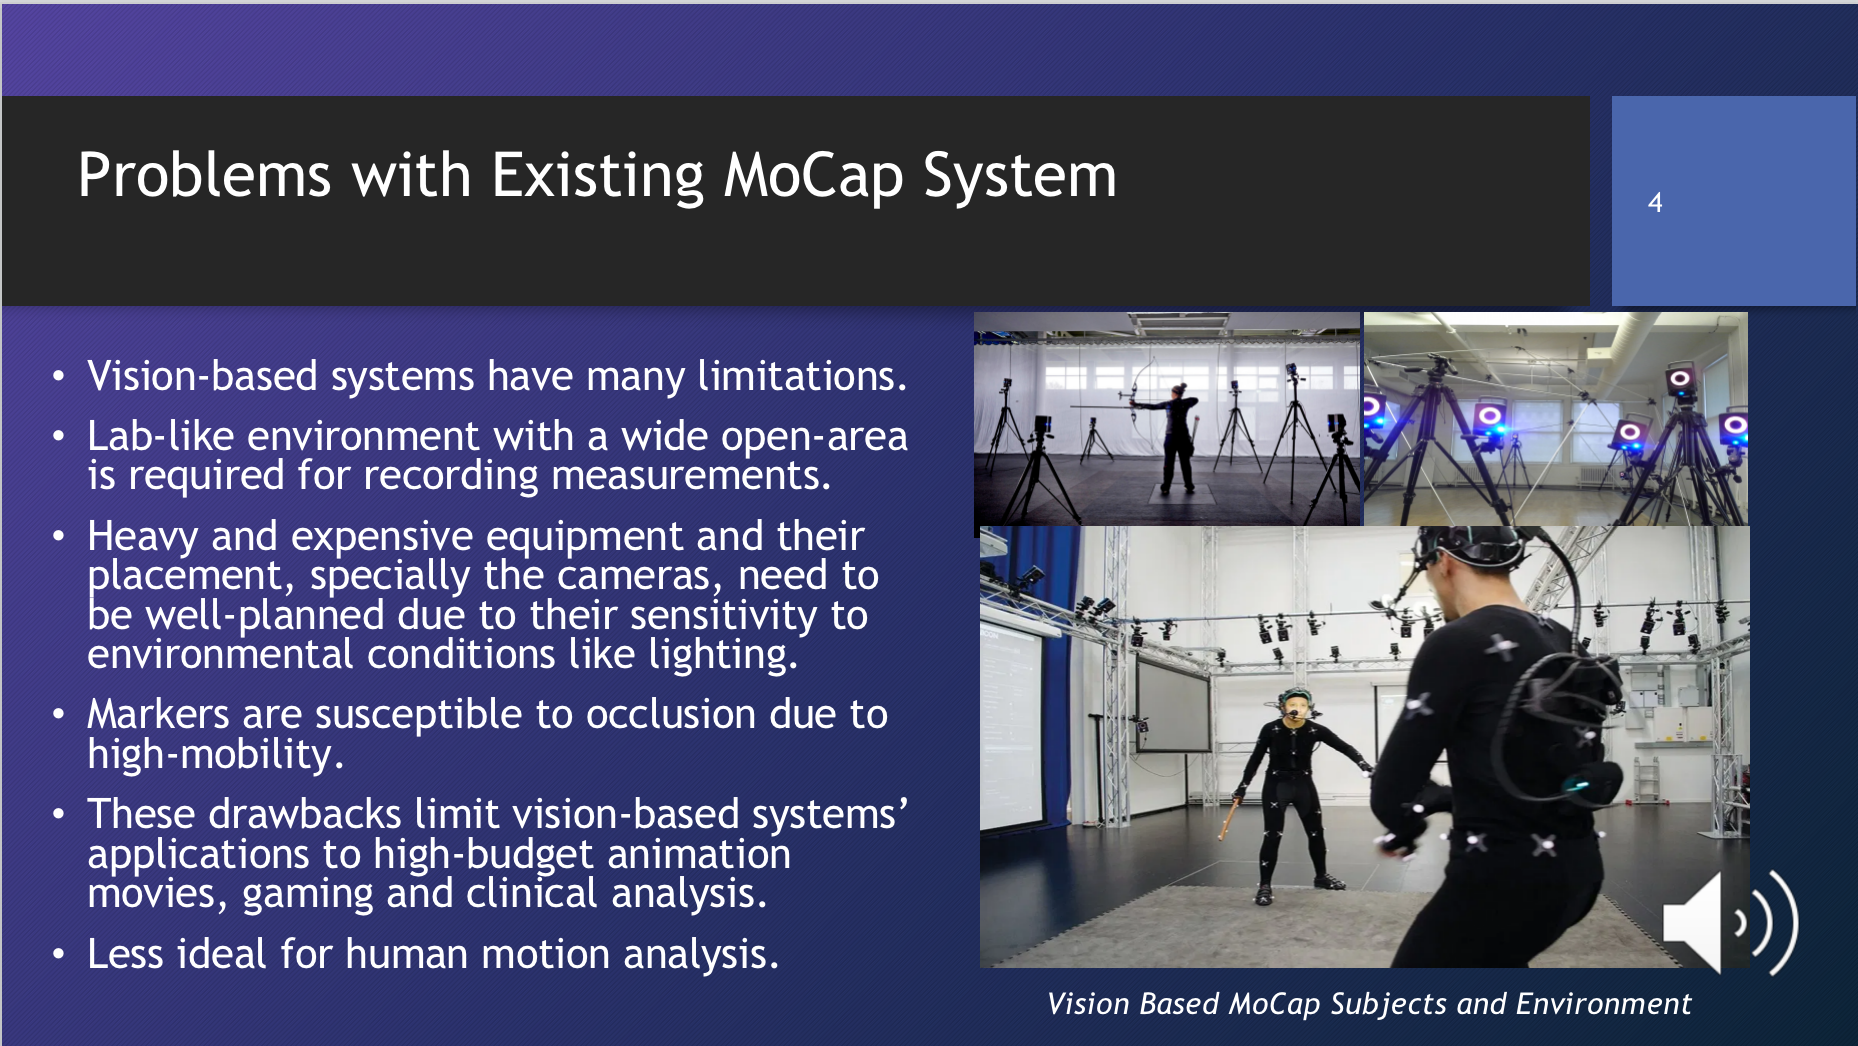 Problems with Existing MoCap System
4
• Vision-based systems have many limitations.
• Lab-like environment with a wide open-area
is required for recording measurements.
• Heavy and expensive equipment and their
placement, specially the cameras, need to
be well-planned due to their sensitivity to
environmental conditions like lighting.
• Markers are susceptible to occlusion due to
high-mobility.
• These drawbacks limit vision-based systems’
applications to high-budget animation
movies, gaming and clinical analysis.
• Less ideal for human motion analysis.
Vision Based MoCap Subjects and Environment